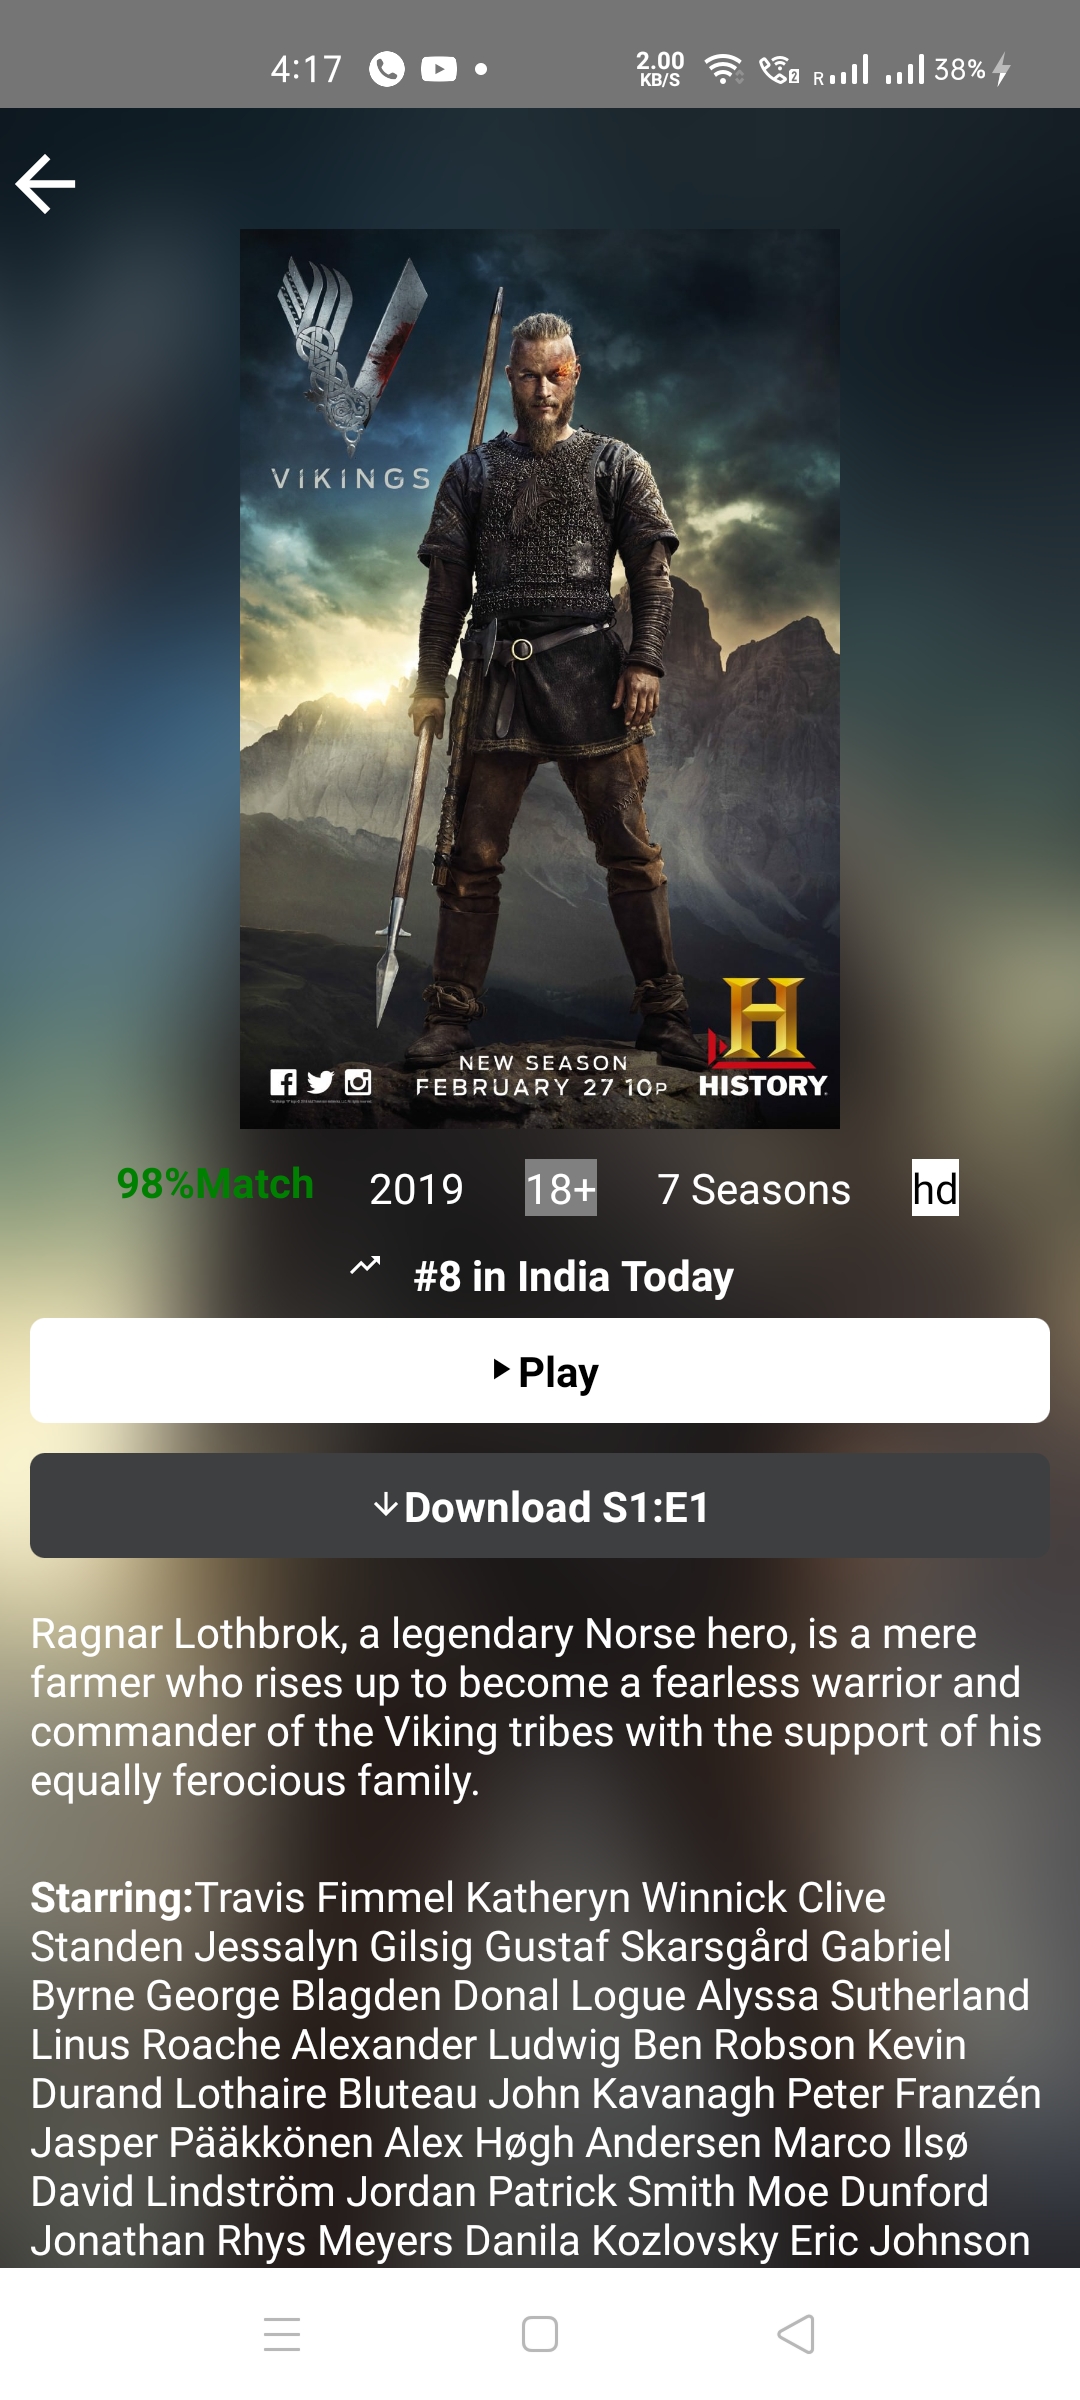 4:17 2.00 KB/S R 38%
VIKINGS
NEW SEASON
FEBRUARY 27 10P
HISTORY
98%Match 2019 18+ 7 Seasons hd
#8 in India Today
Play
Download S1:E1
Ragnar Lothbrok, a legendary Norse hero, is a mere
farmer who rises up to become a fearless warrior and
commander of the Viking tribes with the support of his
equally ferocious family.
Starring:Travis Fimmel Katheryn Winnick Clive
Standen Jessalyn Gilsig Gustaf Skarsgård Gabriel
Byrne George Blagden Donal Logue Alyssa Sutherland
Linus Roache Alexander Ludwig Ben Robson Kevin
Durand Lothaire Bluteau John Kavanagh Peter Franzén
Jasper Pääkkönen Alex Høgh Andersen Marco Ilsø
David Lindström Jordan Patrick Smith Moe Dunford
Jonathan Rhys Meyers Danila Kozlovsky Eric Johnson